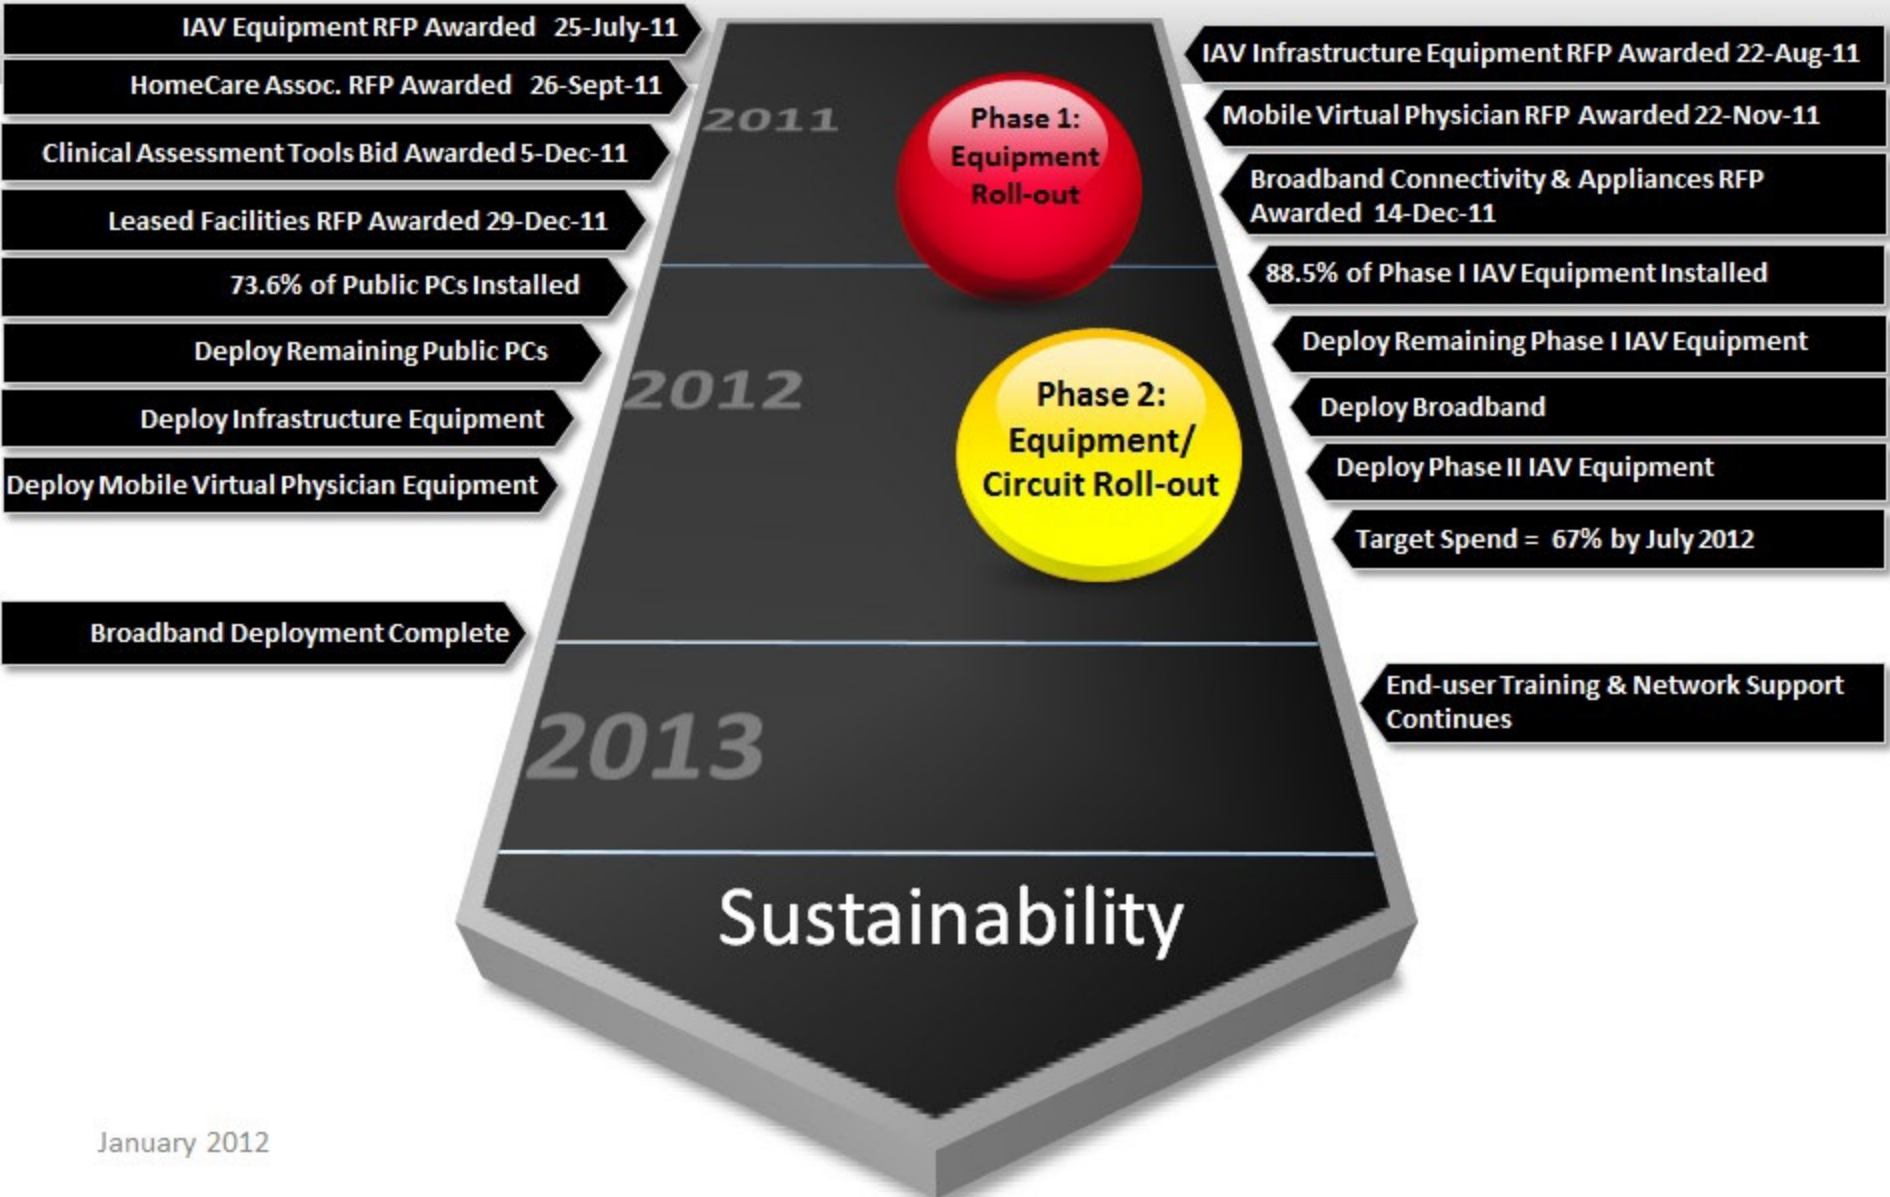 IAV Equipment RFP Awarded 25-July-11
HomeCare Assoc. RFP Awarded 26-Sept-11
Clinical Assessment Tools Bid Awarded 5-Dec-11
Leased Facilities RFP Awarded 29-Dec-11
73.6% of Public PCs Installed
Deploy Remaining Public PCs
Deploy Infrastructure Equipment
Deploy Mobile Virtual Physician Equipment
Broadband Deployment Complete
2011
Phase 1:
Equipment
Roll-out
2012
Phase 2:
Equipment/
Circuit Roll-out
2013
Sustainability
IAV Infrastructure Equipment RFP Awarded 22-Aug-11
Mobile Virtual Physician RFP Awarded 22-Nov-11
Broadband Connectivity & Appliances RFP
Awarded 14-Dec-11
88.5% of Phase I IAV Equipment Installed
Deploy Remaining Phase I IAV Equipment
Deploy Broadband
Deploy Phase II IAV Equipment
Target Spend = 67% by July 2012
End-user Training & Network Support
Continues
January 2012